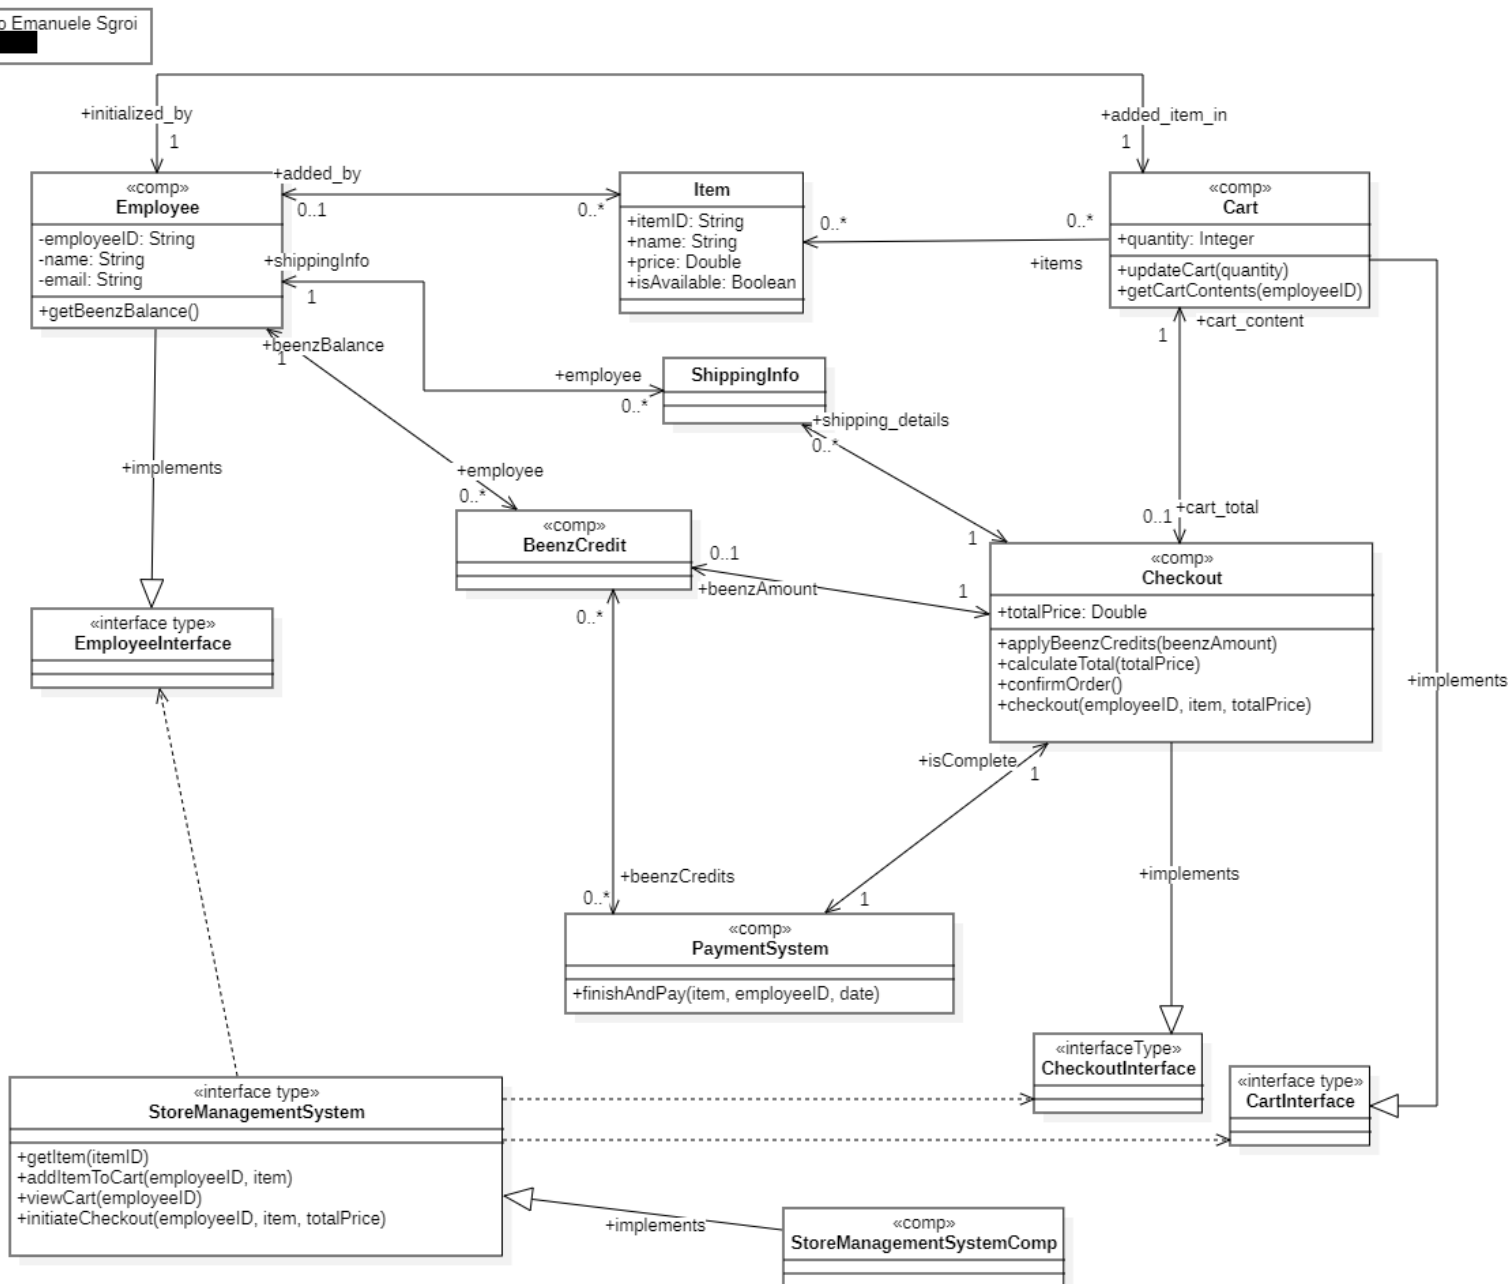 o Emanuele Sgroi
+initialized_by
1
+added_item_in
1
«comp»
Employee
-employeeID: String
-name: String
-email: String
+getBeenzBalance()
+added_by
0..1
0..*
Item
+itemID: String
+name: String
+price: Double
+isAvailable: Boolean
0..*
0..*
+items
«comp»
Cart
+quantity: Integer
+updateCart(quantity)
+getCartContents(employeeID)
+shippingInfo
1
+beenzBalance
1
+employee
0..*
ShippingInfo
+shipping_details
0..*
1
1
+cart_content
0..1
+cart_total
+implements
+employee
0..*
«comp»
BeenzCredit
0..1
+beenzAmount
1
«comp»
Checkout
+totalPrice: Double
+applyBeenzCredits(beenzAmount)
+calculateTotal(totalPrice)
+confirmOrder()
+checkout(employeeID, item, totalPrice)
0..*
«interface type»
EmployeeInterface
+implements
+isComplete
1
+beenzCredits
0..*
1
+implements
«comp»
PaymentSystem
+finishAndPay(item, employeeID, date)
«interfaceType»
CheckoutInterface
«interface type»
CartInterface
«interface type»
StoreManagementSystem
+getItem(itemID)
+addItemToCart(employeeID, item)
+viewCart(employeeID)
+initiateCheckout(employeeID, item, totalPrice)
+implements
«comp»
StoreManagementSystemComp